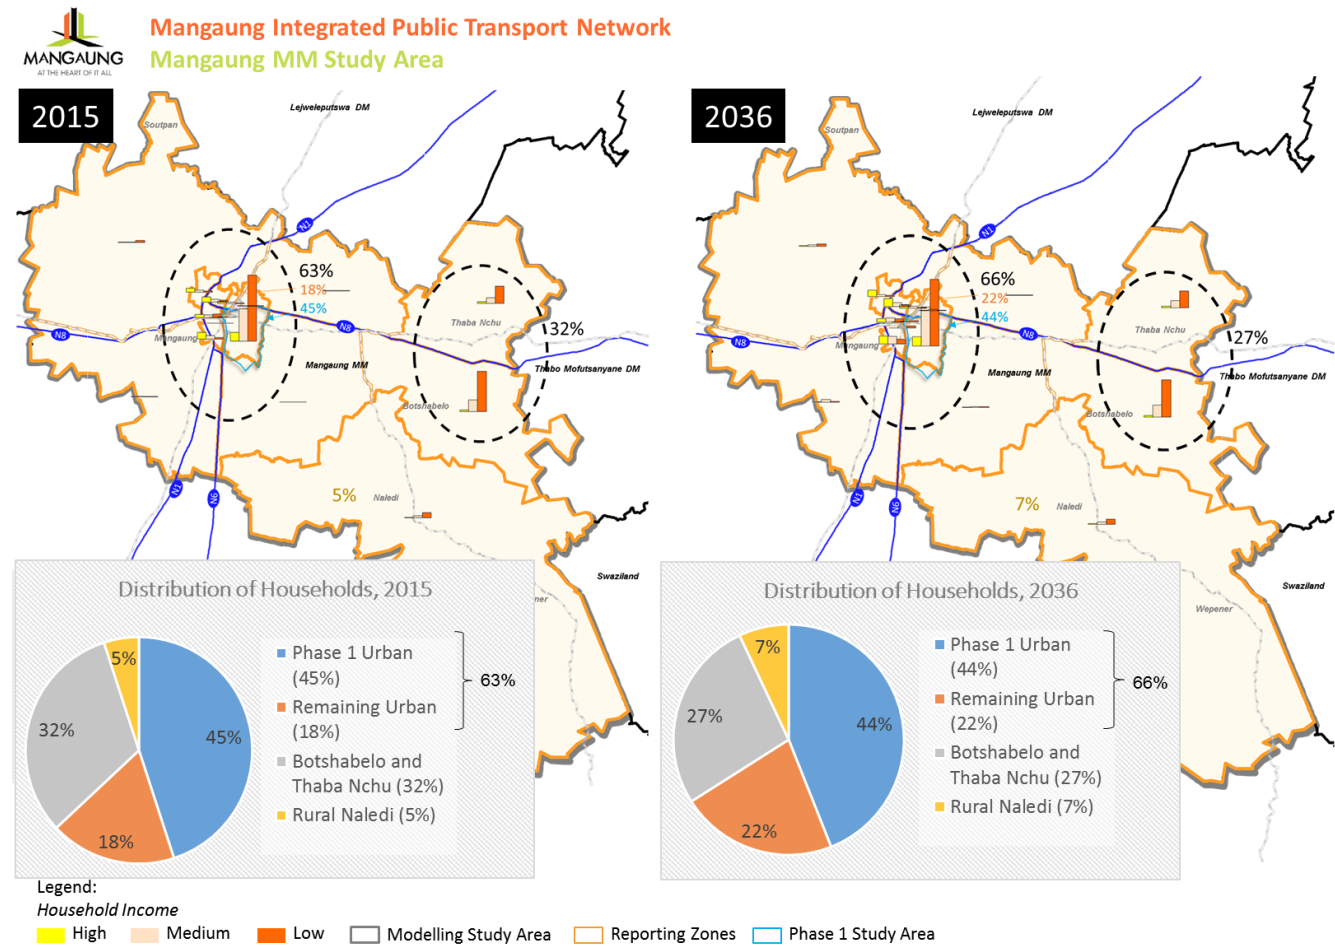 MANGAUNG
AT THE HEART OF IT ALL
Mangaung Integrated Public Transport Network
Mangaung MM Study Area
2015
Lejweleputswa DM
Soutpan
N1
63%
18%
45%
N8
N8
Thaba Nchu
32%
Mangaung
Mangaung MM
Thabo Mofutsanyane DM
Botshabelo
N1
N6
5%
Naledi
Swaziland
2036
Lejweleputswa DM
Soutpan
N1
66%
22%
44%
N8
N8
Thaba Nchu
27%
Mangaung
Mangaung MM
Thabo Mofutsanyane DM
Botshabelo
N1
N6
7%
Naledi
Swaziland
Wepener
Distribution of Households, 2015
5%
45%
32%
18%
Phase 1 Urban
(45%)
Remaining Urban
(18%)
63%
Botshabelo and
Thaba Nchu (32%)
Rural Naledi (5%)
Distribution of Households, 2036
7%
44%
27%
22%
Phase 1 Urban
(44%)
Remaining Urban
(22%)
66%
Botshabelo and
Thaba Nchu (27%)
Rural Naledi (7%)
Legend:
Household Income
High Medium Low Modelling Study Area Reporting Zones Phase 1 Study Area